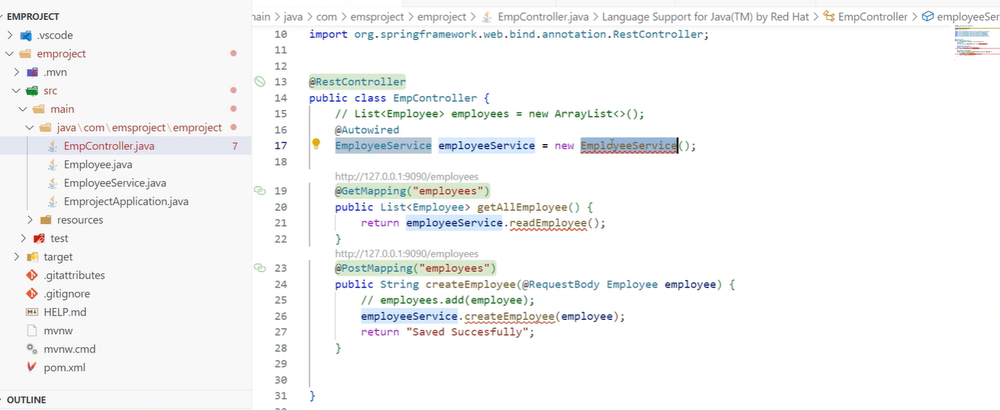 EMPROJECT
.vscode
emproject
.mvn
src
main
java\com\emsproject\emproject
EmpController.java 7
Employee.java
EmployeeService.java
EmprojectApplication.java
resources
test
target
.gitattributes
.gitignore
HELP.md
mvnw
mvnw.cmd
pom.xml
OUTLINE
java > com > emsproject > emproject > EmpController.java > Language Support for Java(TM) by Red Hat > EmpController >
10 import org.springframework.web.bind.annotation.RestController;
11
12
13 @RestController
14 public class EmpController {
15 // List<Employee> employees = new ArrayList<>();
16 @Autowired
17 EmployeeService employeeService = new EmployeeService();
18
http://127.0.0.1:9090/employees
19 @GetMapping("employees")
20 public List<Employee> getAllEmployee() {
21 return employeeService.readEmployee();
22 }
http://127.0.0.1:9090/employees
23 @PostMapping("employees")
24 public String createEmployee(@RequestBody Employee employee) {
25 // employees.add(employee);
26 employeeService.createEmployee(employee);
27 return "Saved Succesfully";
28 }
29
30
31 }